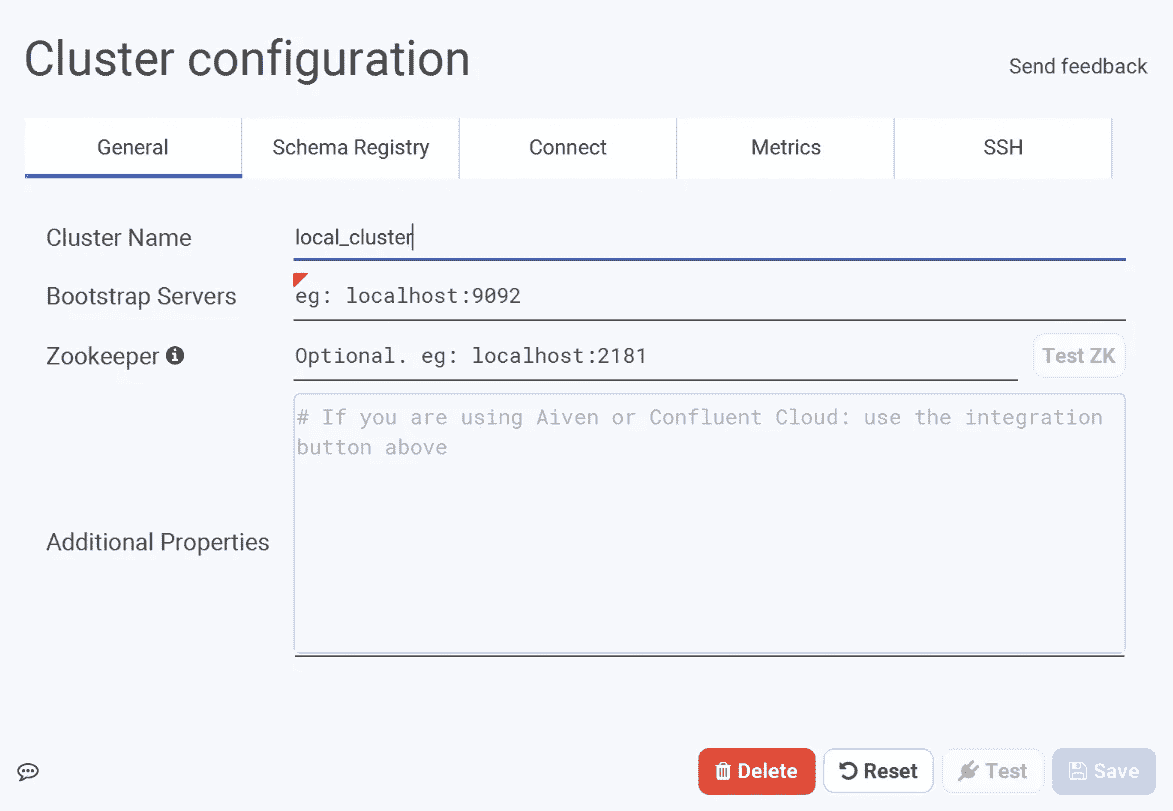 Cluster configuration
Send feedback
General
Schema Registry
Connect
Metrics
SSH
Cluster Name
local_cluster
Bootstrap Servers
eg: localhost:9092
Zookeeper
Optional. eg: localhost:2181
Test ZK
# If you are using Aiven or Confluent Cloud: use the integration
button above
Additional Properties
Delete
Reset
Test
Save